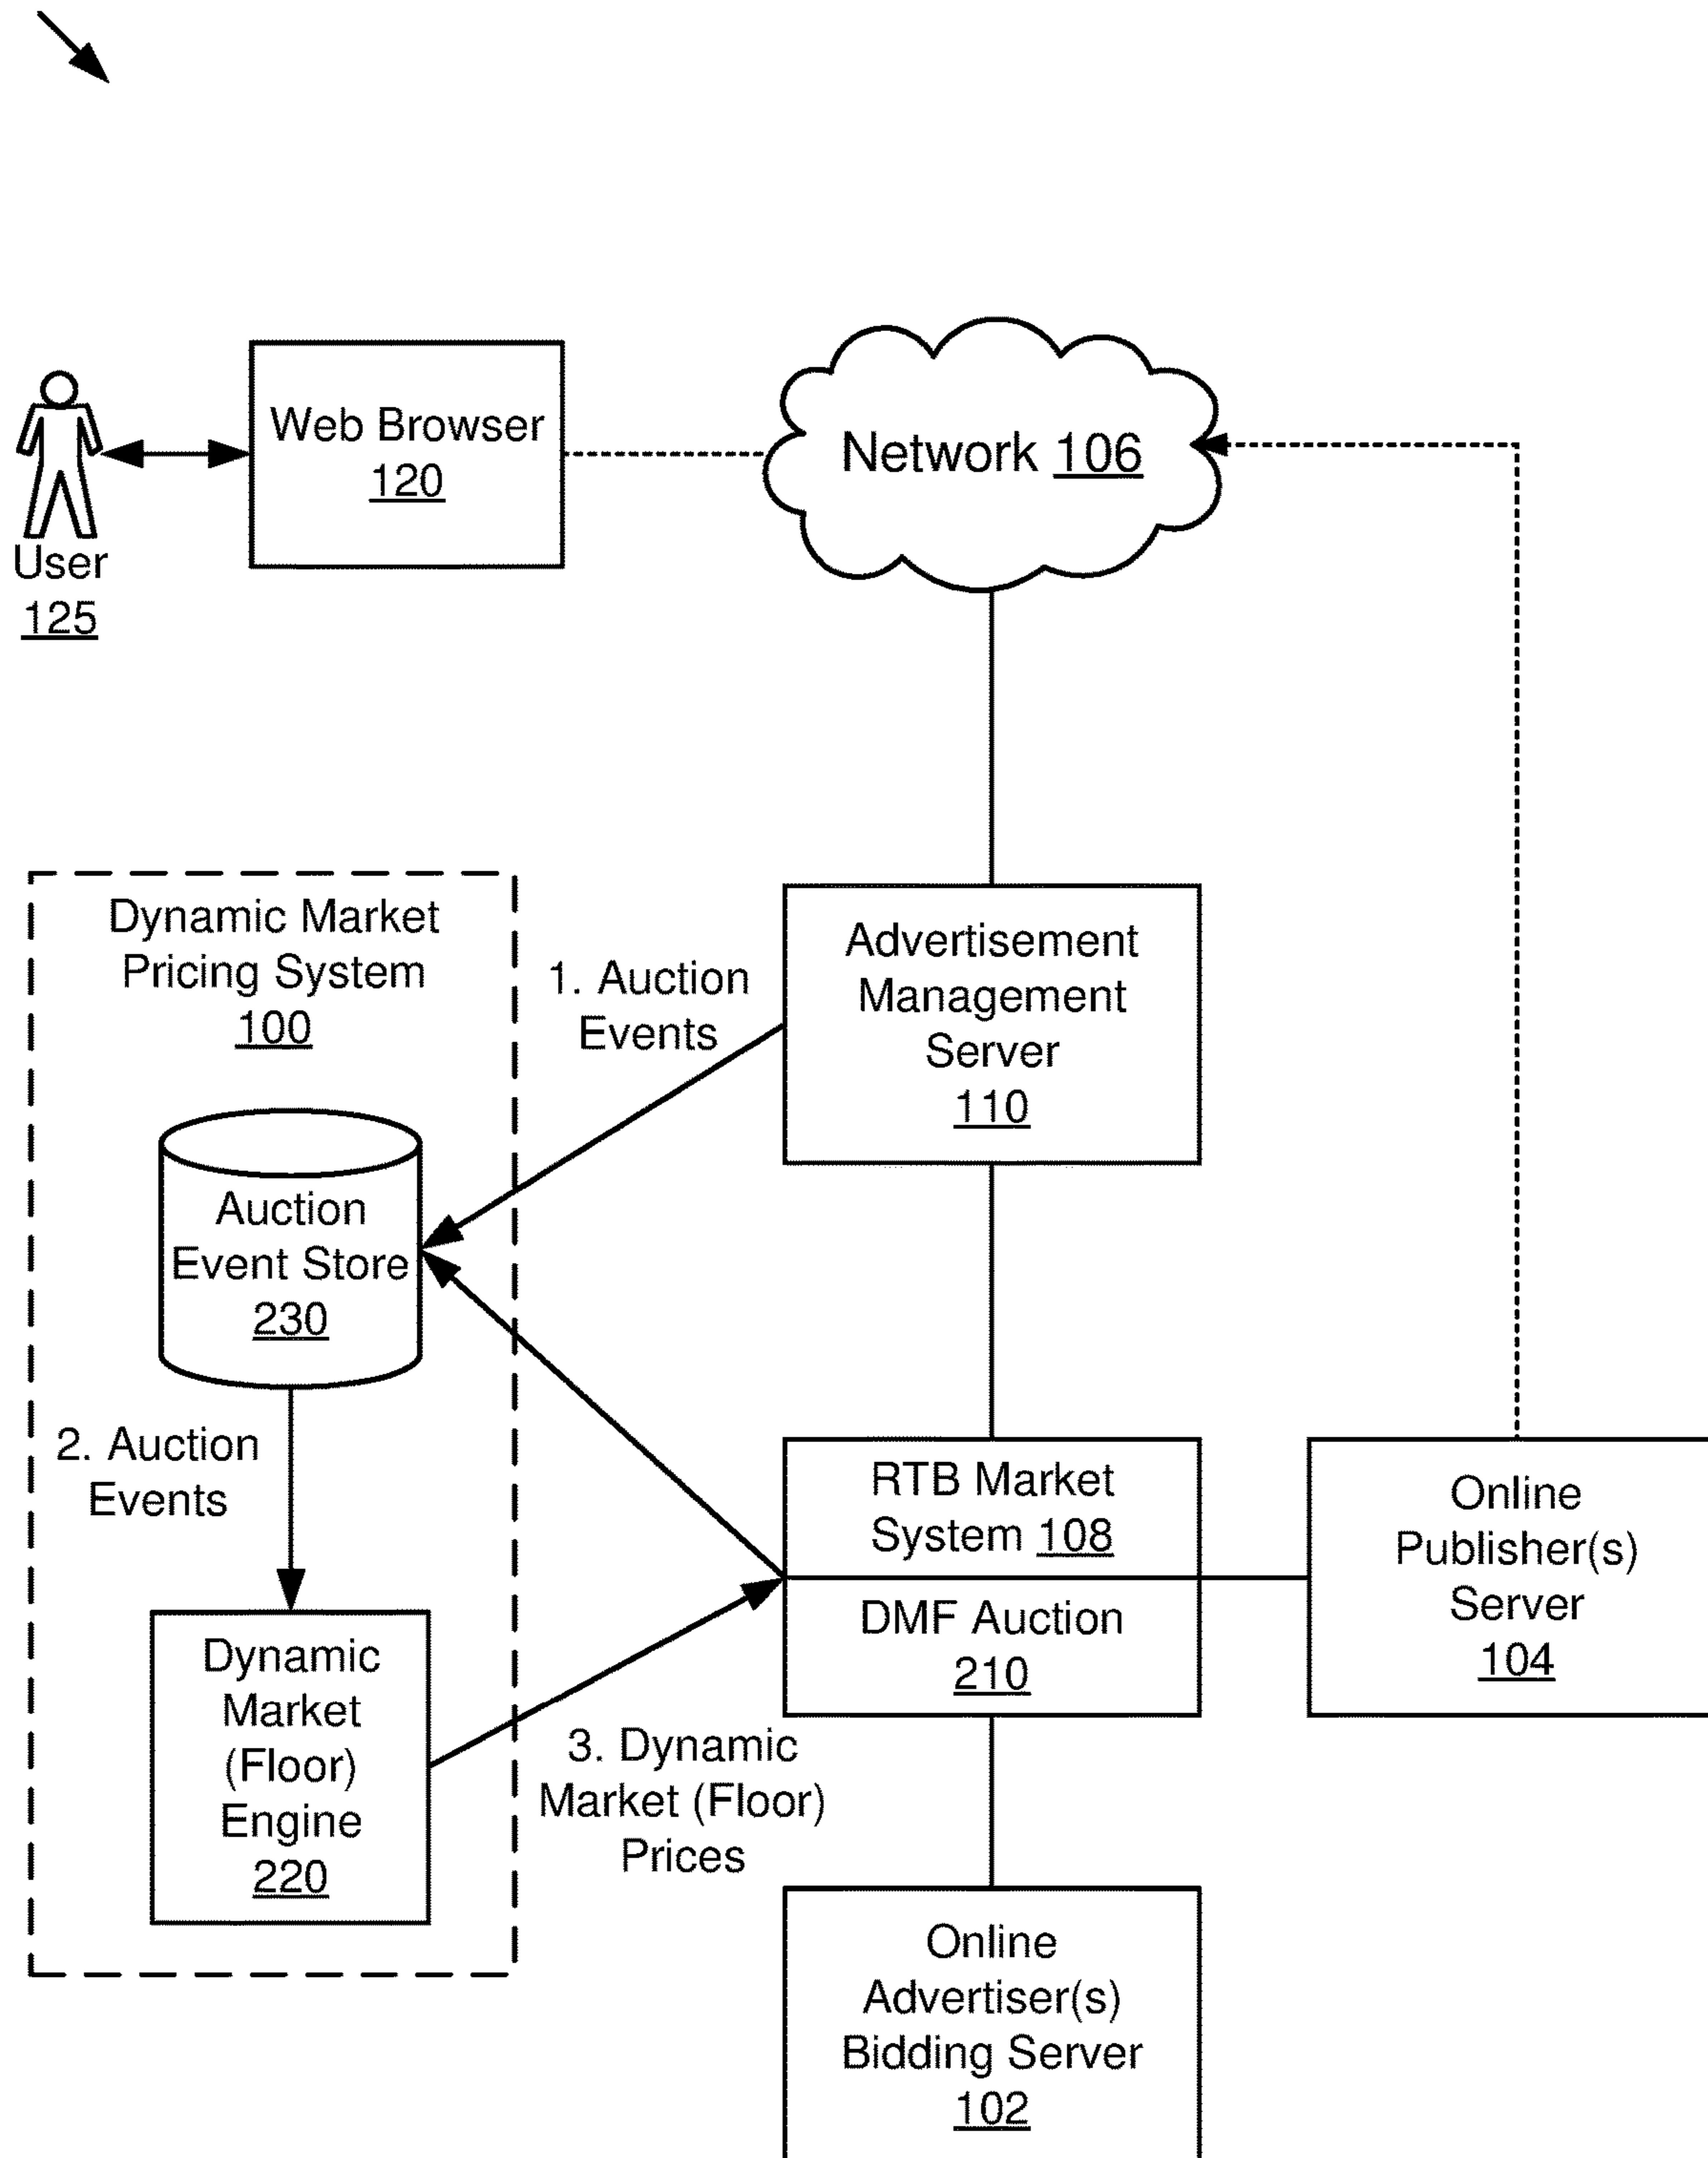 Web Browser
120
Network 106
User
125
Dynamic Market
Pricing System
100
1. Auction
Events
Advertisement
Management
Server
110
Auction
Event Store
230
2. Auction
Events
RTB Market
System 108
DMF Auction
210
Online
Publisher(s)
Server
104
Dynamic
Market
(Floor)
Engine
220
3. Dynamic
Market (Floor)
Prices
Online
Advertiser(s)
Bidding Server
102